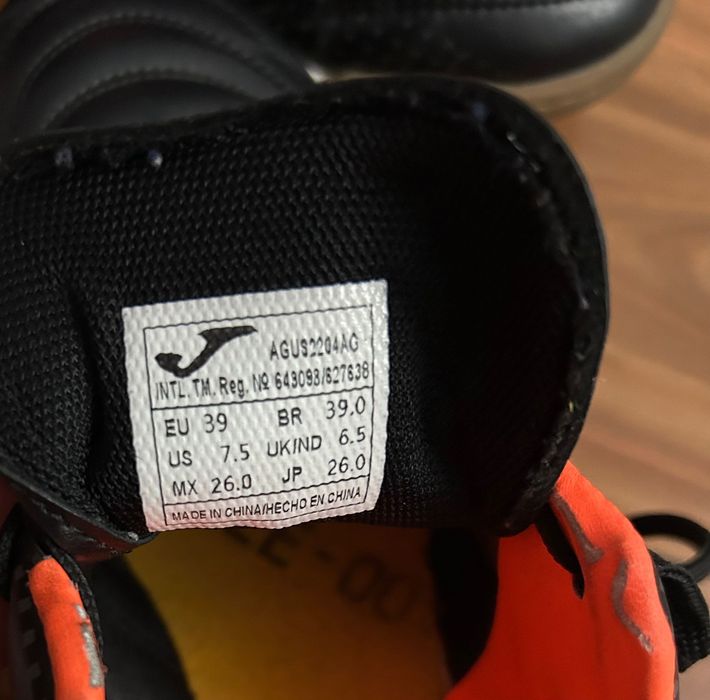 AGUS2204AG
INTL. TM. Reg. Nº 643093/627638
EU 39 BR 39.0
US 7.5 UKIND 6.5
MX 26.0 JP 26.0
MADE IN CHINA/HECHO EN CHINA